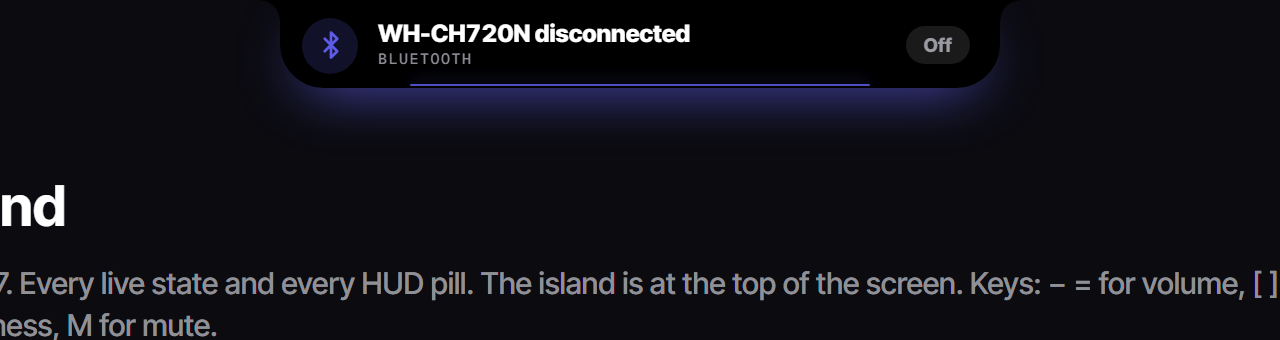 WH-CH720N disconnected
BLUETOOTH
Off
nd
7. Every live state and every HUD pill. The island is at the top of the screen. Keys: − = for volume, [ ]
ness, M for mute.